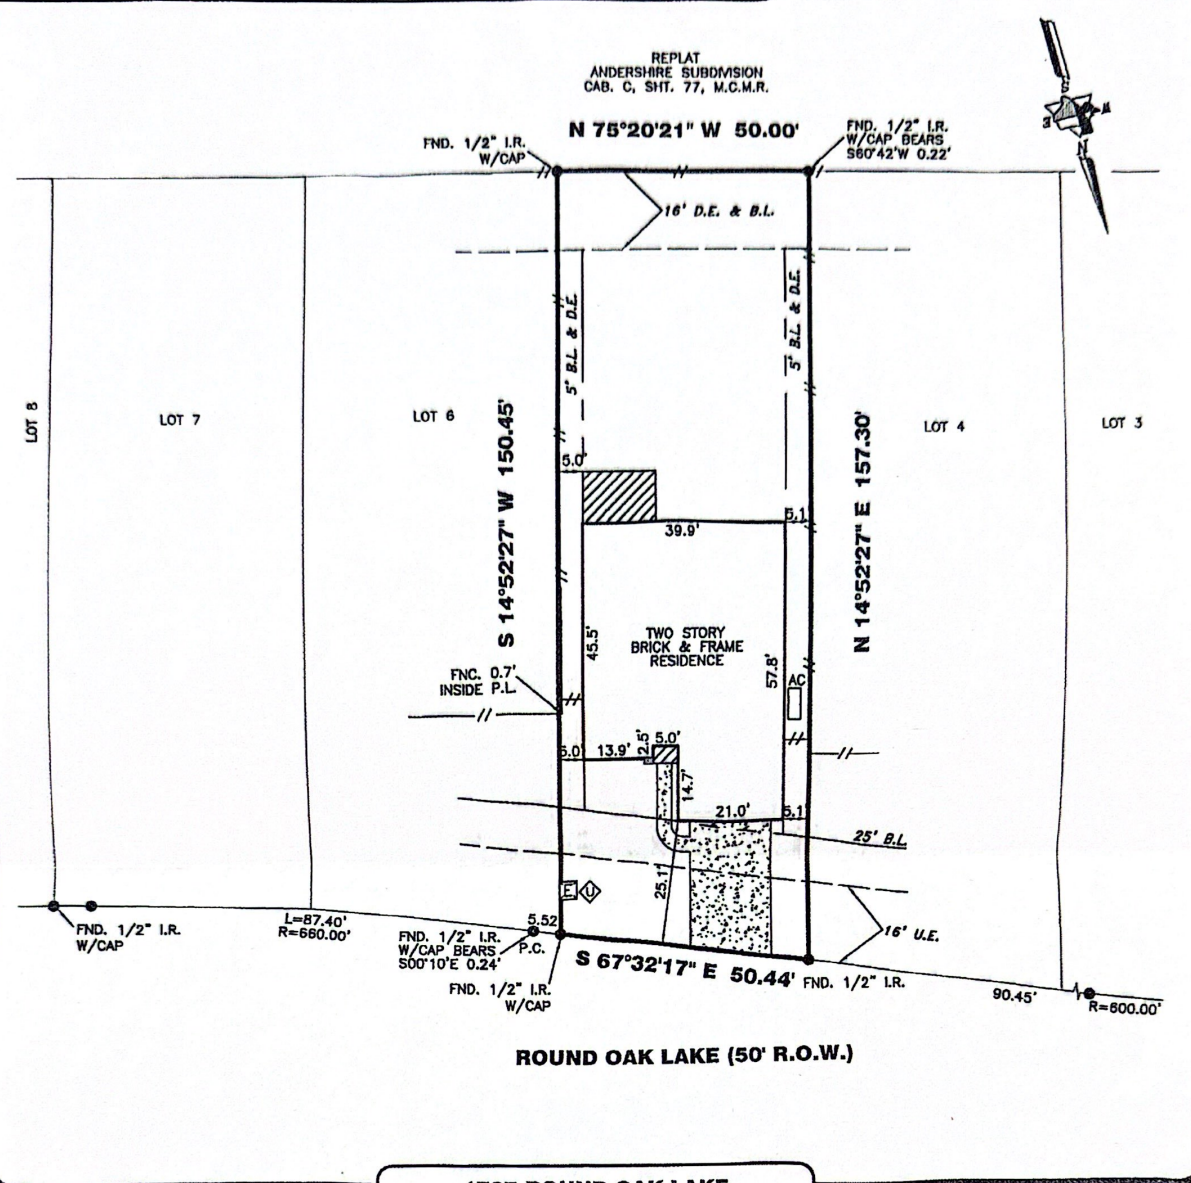 REPLAT
ANDERSHIRE SUBDIVISION
CAB. C, SHT. 77, M.C.M.R.
N 75°20'21" W 50.00'
FND. 1/2" I.R.
W/CAP
FND. 1/2" I.R.
W/CAP BEARS
S60°42'W 0.22'
S
E
W
N
16' D.E. & B.L.
5' B.L. & D.E.
5' B.L. & D.E.
LOT 8
LOT 7
LOT 6
LOT 4
LOT 3
S 14°52'27" W 150.45'
N 14°52'27" E 157.30'
5.0'
5.1
39.9'
45.5'
TWO STORY
BRICK & FRAME
RESIDENCE
57.8'
AC
FNC. 0.7'
INSIDE P.L.
5.0'
13.9'
2.5'
5.0'
14.7'
21.0'
5.1'
25' B.L.
25.1'
E
U
16' U.E.
FND. 1/2" I.R.
W/CAP
L=87.40'
R=660.00'
5.52
P.C.
FND. 1/2" I.R.
W/CAP BEARS
S00°10'E 0.24'
FND. 1/2" I.R.
W/CAP
S 67°32'17" E 50.44'
FND. 1/2" I.R.
90.45'
R=600.00'
ROUND OAK LAKE (50' R.O.W.)
ROUND OAK LAKE